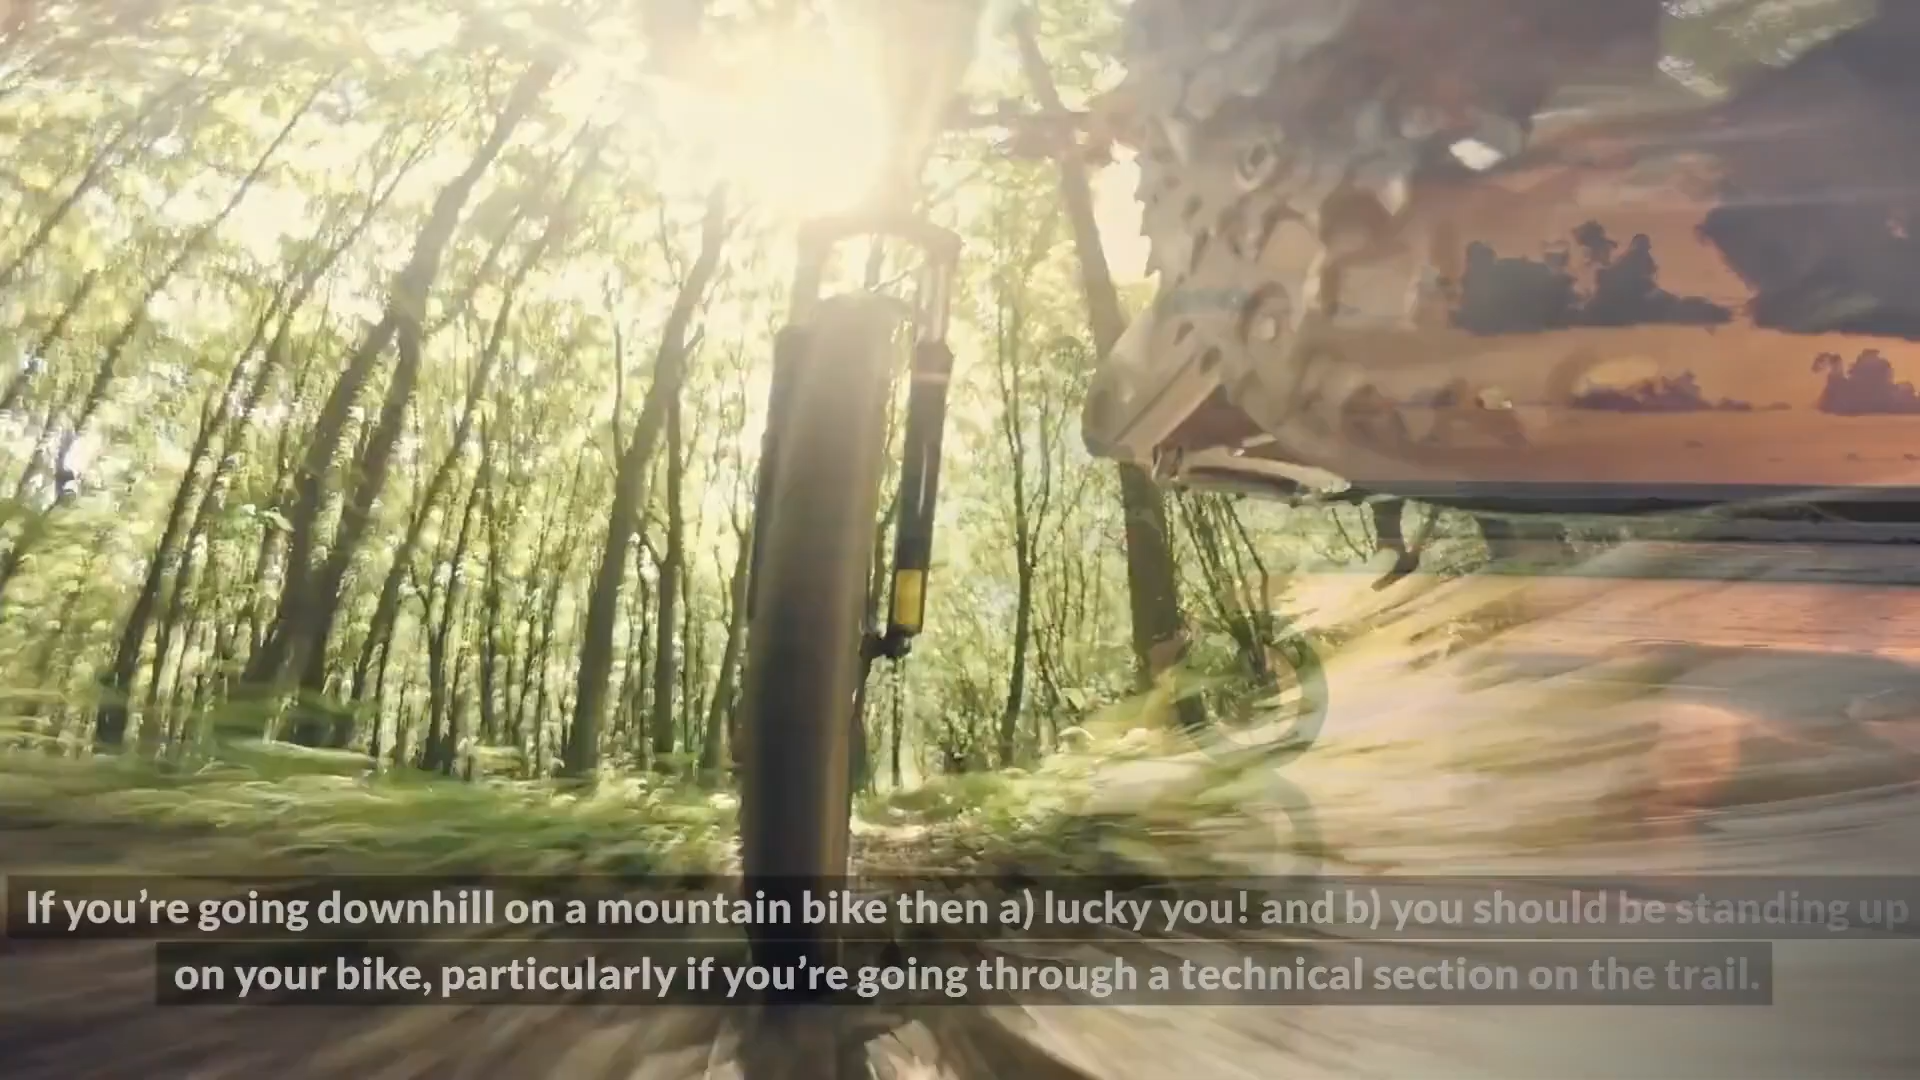 If you’re going downhill on a mountain bike then a) lucky you! and b) you should be standing up
on your bike, particularly if you’re going through a technical section on the trail.